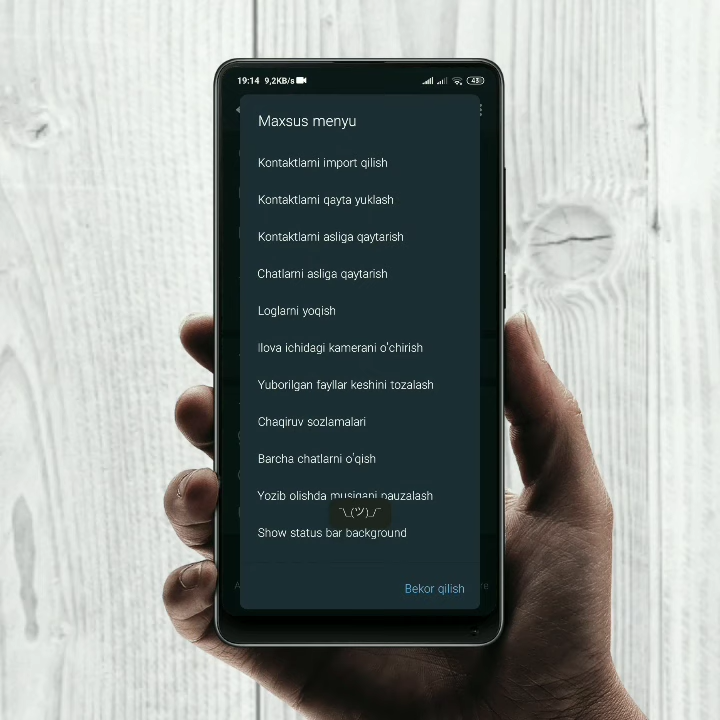 19:14 9,2KB/s 43
Maxsus menyu
Kontaktlarni import qilish
Kontaktlarni qayta yuklash
Kontaktlarni asliga qaytarish
Chatlarni asliga qaytarish
Loglarni yoqish
Ilova ichidagi kamerani o'chirish
Yuborilgan fayllar keshini tozalash
Chaqiruv sozlamalari
Barcha chatlarni o'qish
Yozib olishda musiqani pauzalash
¯\_(ツ)_/¯
Show status bar background
Bekor qilish